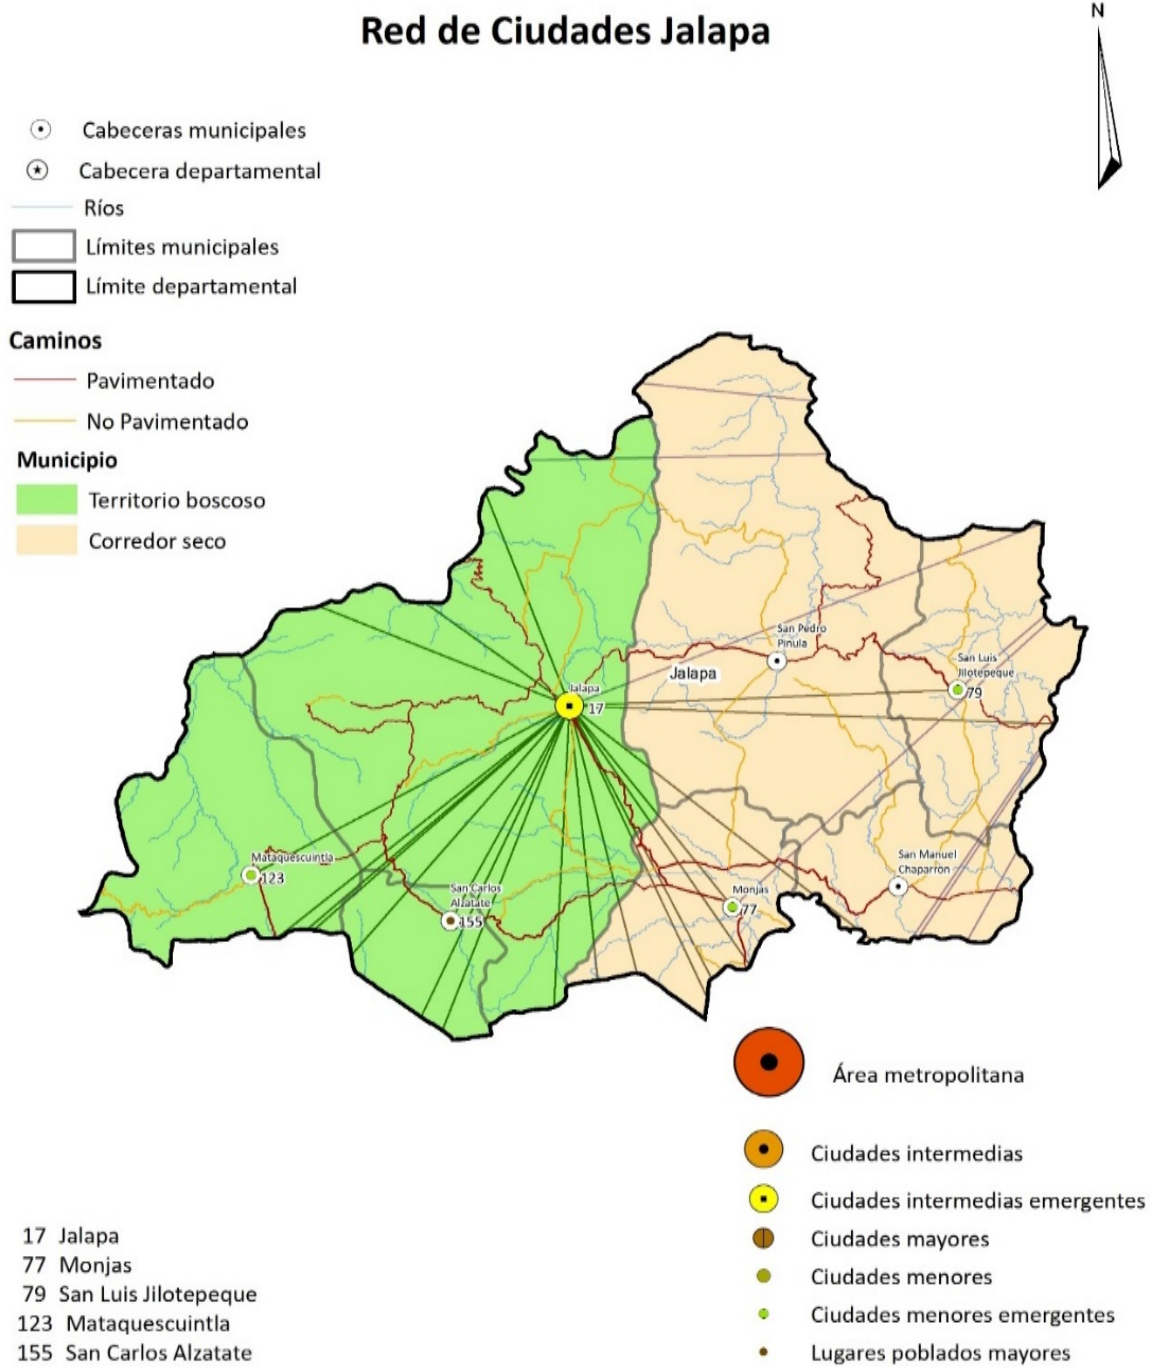 Red de Ciudades Jalapa
N
Cabeceras municipales
Cabecera departamental
Ríos
Límites municipales
Límite departamental
Caminos
Pavimentado
No Pavimentado
Municipio
Territorio boscoso
Corredor seco
San Pedro
Pinula
Jalapa
San Luis
Jilotepeque
79
Jalapa
17
Mataquescuintla
123
San Carlos
Alzatate
155
San Manuel
Chaparrón
Monjas
77
Área metropolitana
Ciudades intermedias
Ciudades intermedias emergentes
Ciudades mayores
Ciudades menores
Ciudades menores emergentes
Lugares poblados mayores
17 Jalapa
77 Monjas
79 San Luis Jilotepeque
123 Mataquescuintla
155 San Carlos Alzatate